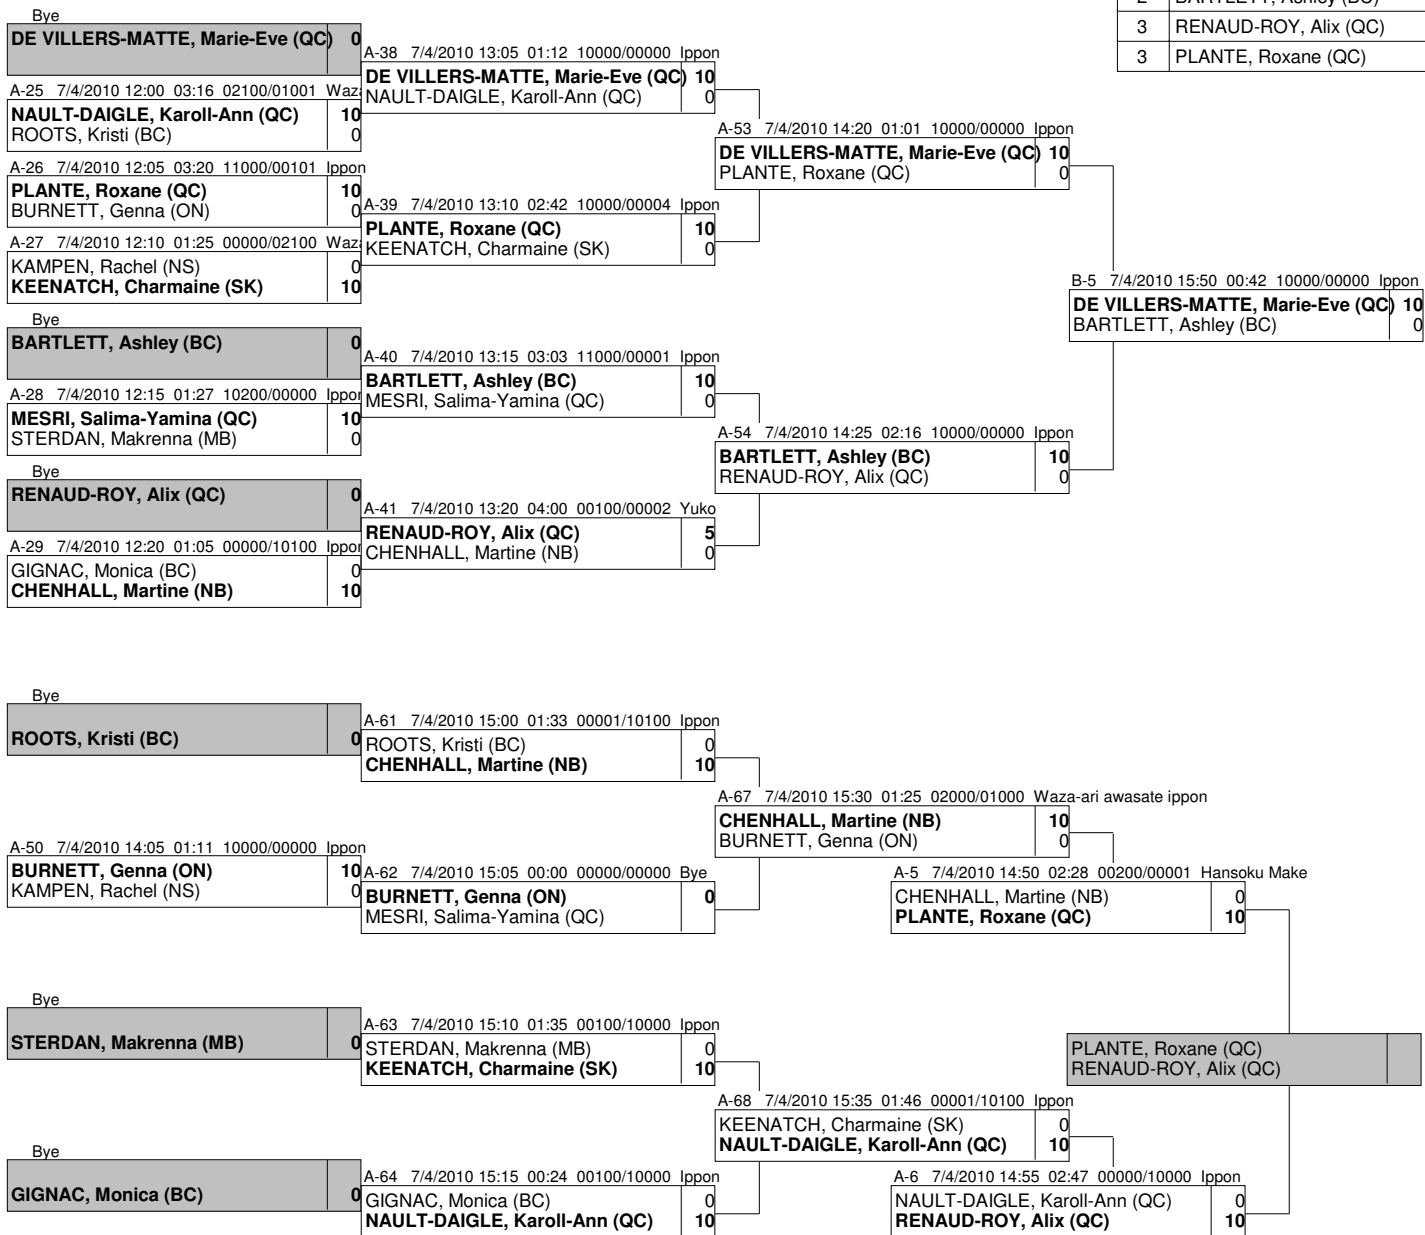 2 BARTLETT, Ashley (BC)
3 RENAUD-ROY, Alix (QC)
3 PLANTE, Roxane (QC)
Bye
DE VILLERS-MATTE, Marie-Eve (QC) 0
A-25 7/4/2010 12:00 03:16 02100/01001 Waza
NAULT-DAIGLE, Karoll-Ann (QC) 10
ROOTS, Kristi (BC) 0
A-26 7/4/2010 12:05 03:20 11000/00101 Ippon
PLANTE, Roxane (QC) 10
BURNETT, Genna (ON) 0
A-27 7/4/2010 12:10 01:25 00000/02100 Waza
KAMPEN, Rachel (NS) 0
KEENATCH, Charmaine (SK) 10
Bye
BARTLETT, Ashley (BC) 0
A-28 7/4/2010 12:15 01:27 10200/00000 Ippon
MESRI, Salima-Yamina (QC) 10
STERDAN, Makrenna (MB) 0
Bye
RENAUD-ROY, Alix (QC) 0
A-29 7/4/2010 12:20 01:05 00000/10100 Ippon
GIGNAC, Monica (BC) 0
CHENHALL, Martine (NB) 10
A-38 7/4/2010 13:05 01:12 10000/00000 Ippon
DE VILLERS-MATTE, Marie-Eve (QC) 10
NAULT-DAIGLE, Karoll-Ann (QC) 0
A-39 7/4/2010 13:10 02:42 10000/00004 Ippon
PLANTE, Roxane (QC) 10
KEENATCH, Charmaine (SK) 0
A-40 7/4/2010 13:15 03:03 11000/00001 Ippon
BARTLETT, Ashley (BC) 10
MESRI, Salima-Yamina (QC) 0
A-41 7/4/2010 13:20 04:00 00100/00002 Yuko
RENAUD-ROY, Alix (QC) 5
CHENHALL, Martine (NB) 0
A-53 7/4/2010 14:20 01:01 10000/00000 Ippon
DE VILLERS-MATTE, Marie-Eve (QC) 10
PLANTE, Roxane (QC) 0
A-54 7/4/2010 14:25 02:16 10000/00000 Ippon
BARTLETT, Ashley (BC) 10
RENAUD-ROY, Alix (QC) 0
B-5 7/4/2010 15:50 00:42 10000/00000 Ippon
DE VILLERS-MATTE, Marie-Eve (QC) 10
BARTLETT, Ashley (BC) 0
Bye
ROOTS, Kristi (BC) 0
A-50 7/4/2010 14:05 01:11 10000/00000 Ippon
BURNETT, Genna (ON) 10
KAMPEN, Rachel (NS) 0
Bye
STERDAN, Makrenna (MB) 0
Bye
GIGNAC, Monica (BC) 0
A-61 7/4/2010 15:00 01:33 00001/10100 Ippon
ROOTS, Kristi (BC) 0
CHENHALL, Martine (NB) 10
A-62 7/4/2010 15:05 00:00 00000/00000 Bye
BURNETT, Genna (ON) 0
MESRI, Salima-Yamina (QC)
A-63 7/4/2010 15:10 01:35 00100/10000 Ippon
STERDAN, Makrenna (MB) 0
KEENATCH, Charmaine (SK) 10
A-64 7/4/2010 15:15 00:24 00100/10000 Ippon
GIGNAC, Monica (BC) 0
NAULT-DAIGLE, Karoll-Ann (QC) 10
A-67 7/4/2010 15:30 01:25 02000/01000 Waza-ari awasate ippon
CHENHALL, Martine (NB) 10
BURNETT, Genna (ON) 0
A-68 7/4/2010 15:35 01:46 00001/10100 Ippon
KEENATCH, Charmaine (SK) 0
NAULT-DAIGLE, Karoll-Ann (QC) 10
A-5 7/4/2010 14:50 02:28 00200/00001 Hansoku Make
CHENHALL, Martine (NB) 0
PLANTE, Roxane (QC) 10
A-6 7/4/2010 14:55 02:47 00000/10000 Ippon
NAULT-DAIGLE, Karoll-Ann (QC) 0
RENAUD-ROY, Alix (QC) 10
PLANTE, Roxane (QC)
RENAUD-ROY, Alix (QC)